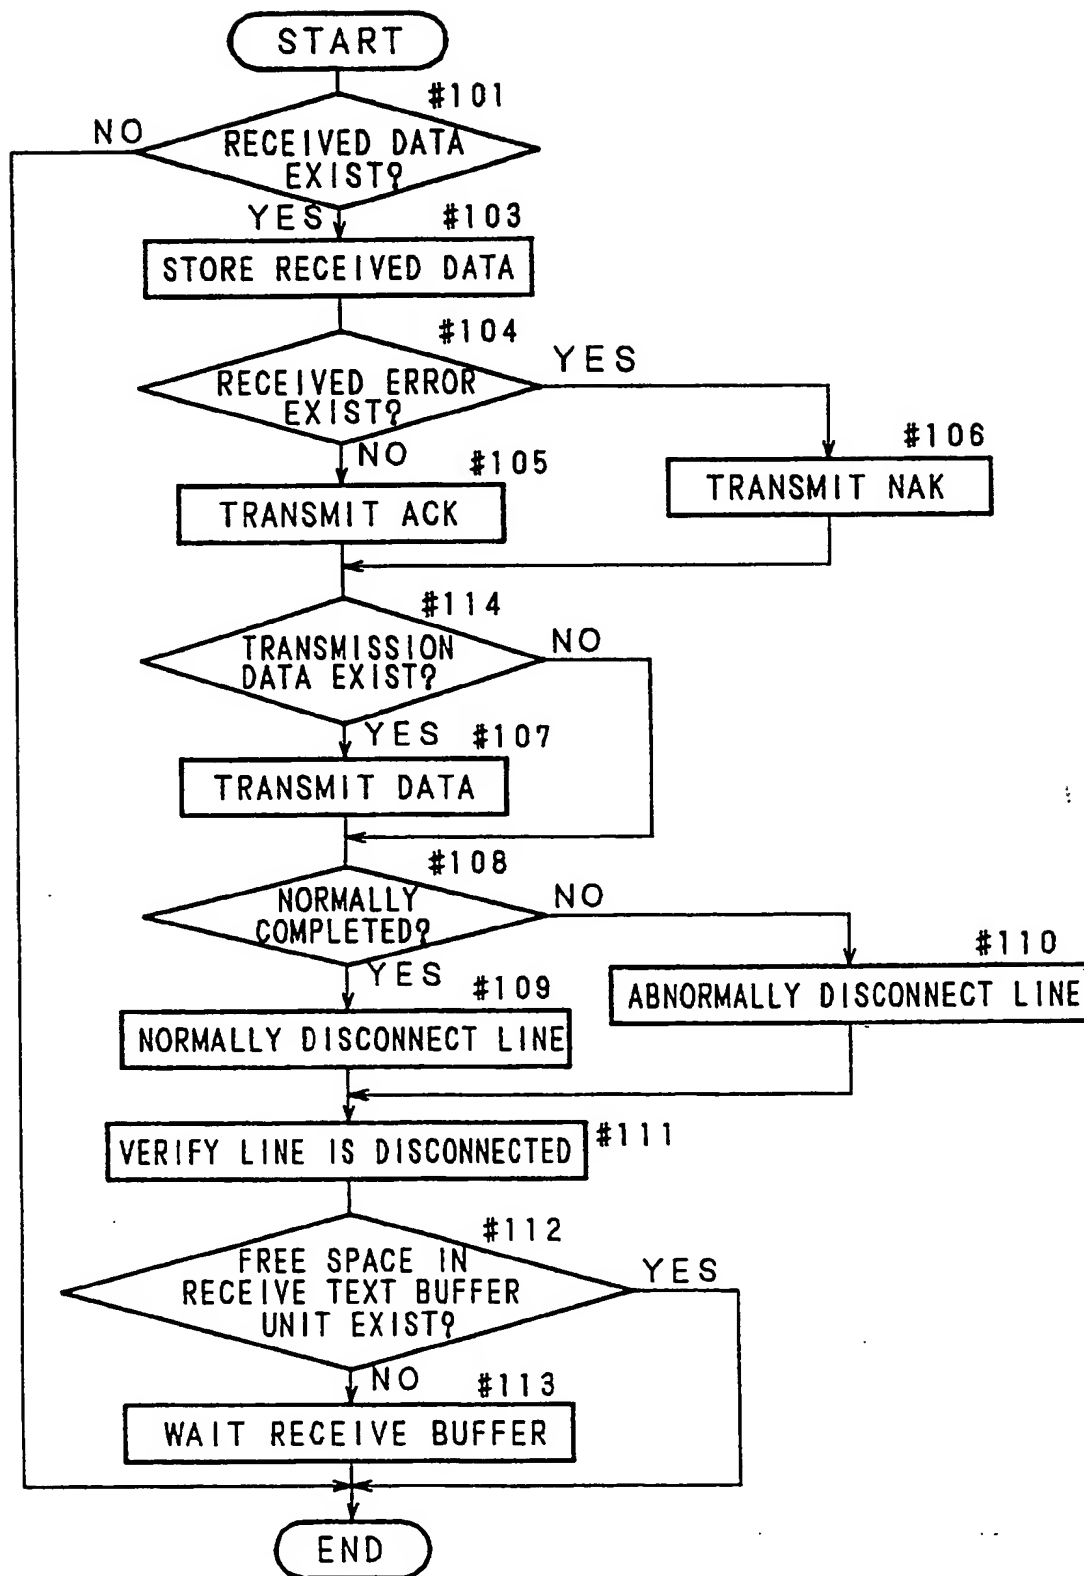 START
#101
NO
RECEIVED DATA
EXIST?
YES
#103
STORE RECEIVED DATA
#104
YES
RECEIVED ERROR
EXIST?
NO
#105
#106
TRANSMIT ACK
TRANSMIT NAK
#114
TRANSMISSION
DATA EXIST?
NO
YES
#107
TRANSMIT DATA
#108
NORMALLY
COMPLETED?
NO
YES
#109
#110
NORMALLY DISCONNECT LINE
ABNORMALLY DISCONNECT LINE
VERIFY LINE IS DISCONNECTED
#111
#112
FREE SPACE IN
RECEIVE TEXT BUFFER
UNIT EXIST?
YES
NO
#113
WAIT RECEIVE BUFFER
END